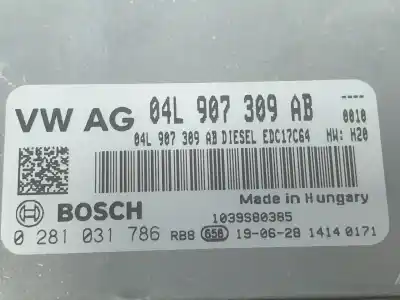 VW AG 04L 907 309 AB ----
0010
04L 907 309 AB DIESEL EDC17C64 HW: H20
Made in Hungary
BOSCH 1039S80385
0 281 031 786 RB8 658 19-06-28 1414 0171